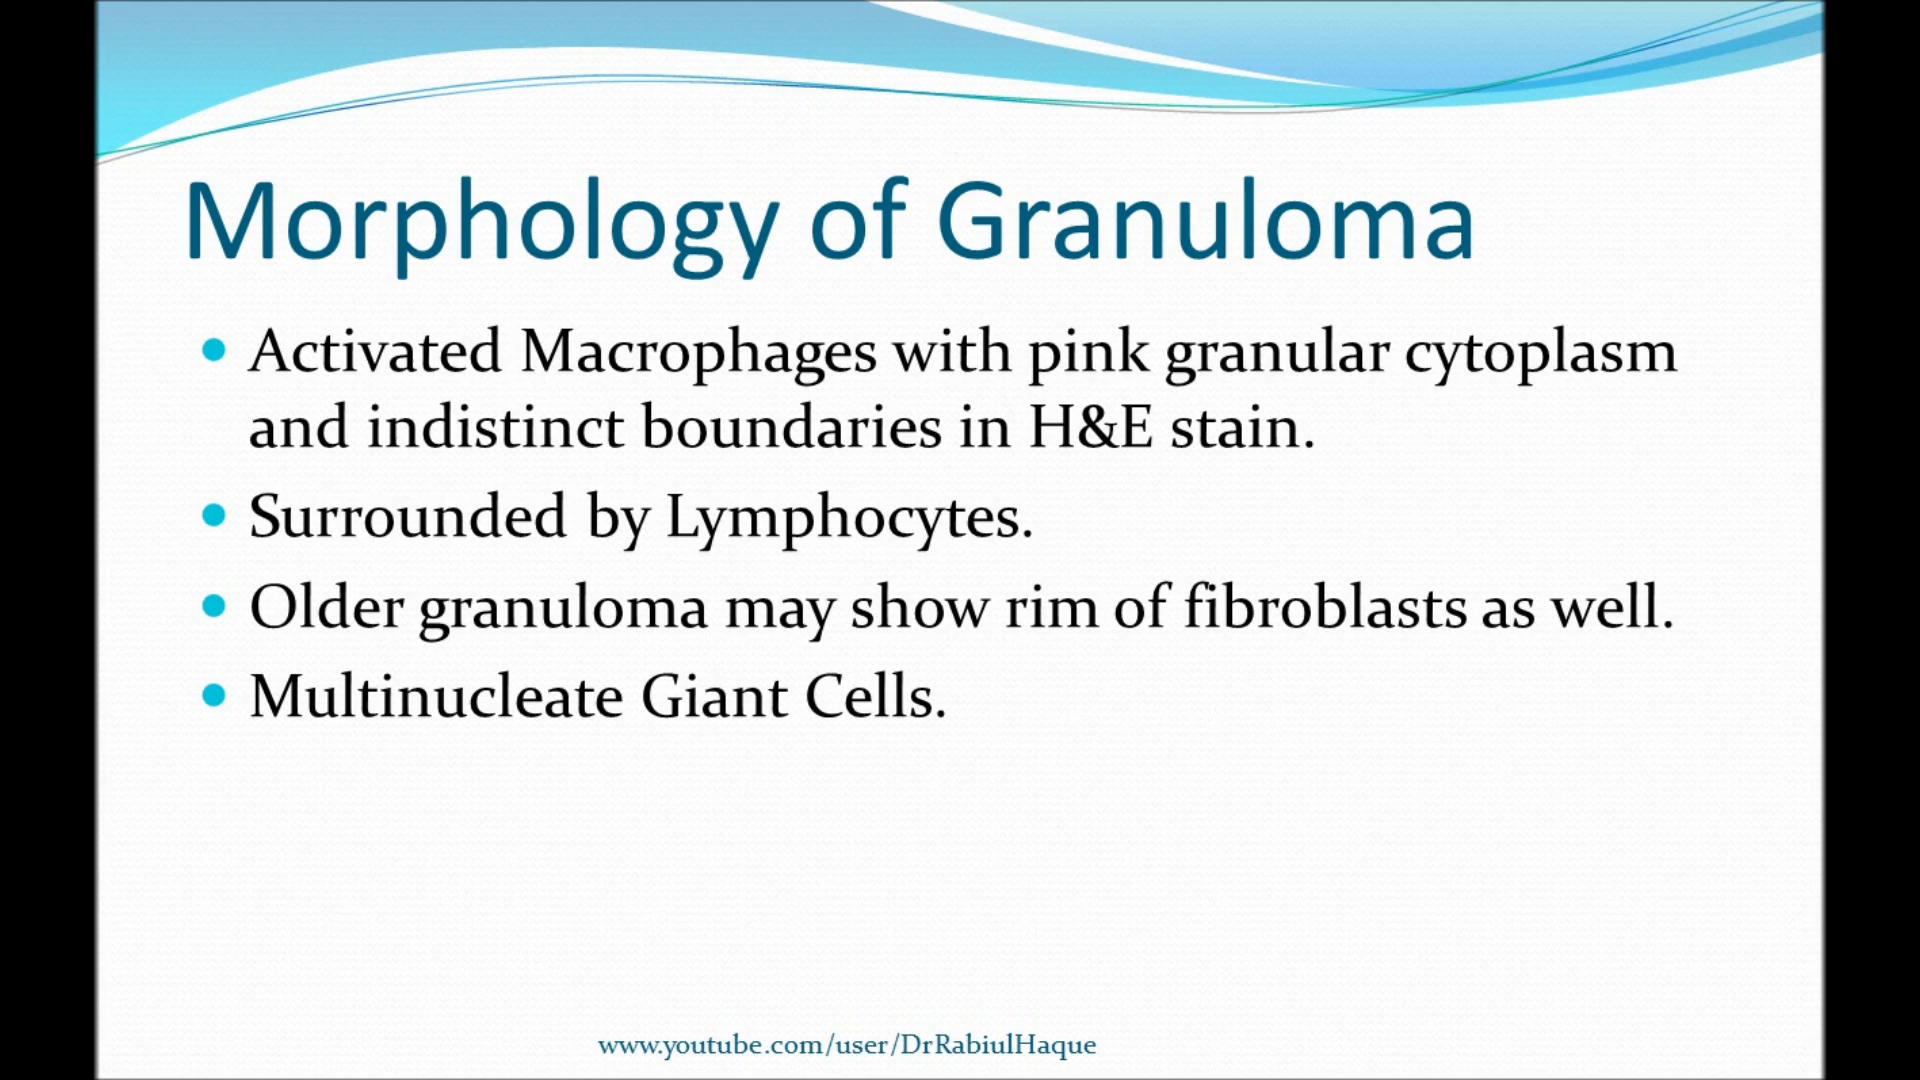 Morphology of Granuloma
• Activated Macrophages with pink granular cytoplasm
and indistinct boundaries in H&E stain.
• Surrounded by Lymphocytes.
• Older granuloma may show rim of fibroblasts as well.
• Multinucleate Giant Cells.
www.youtube.com/user/DrRabiulHaque